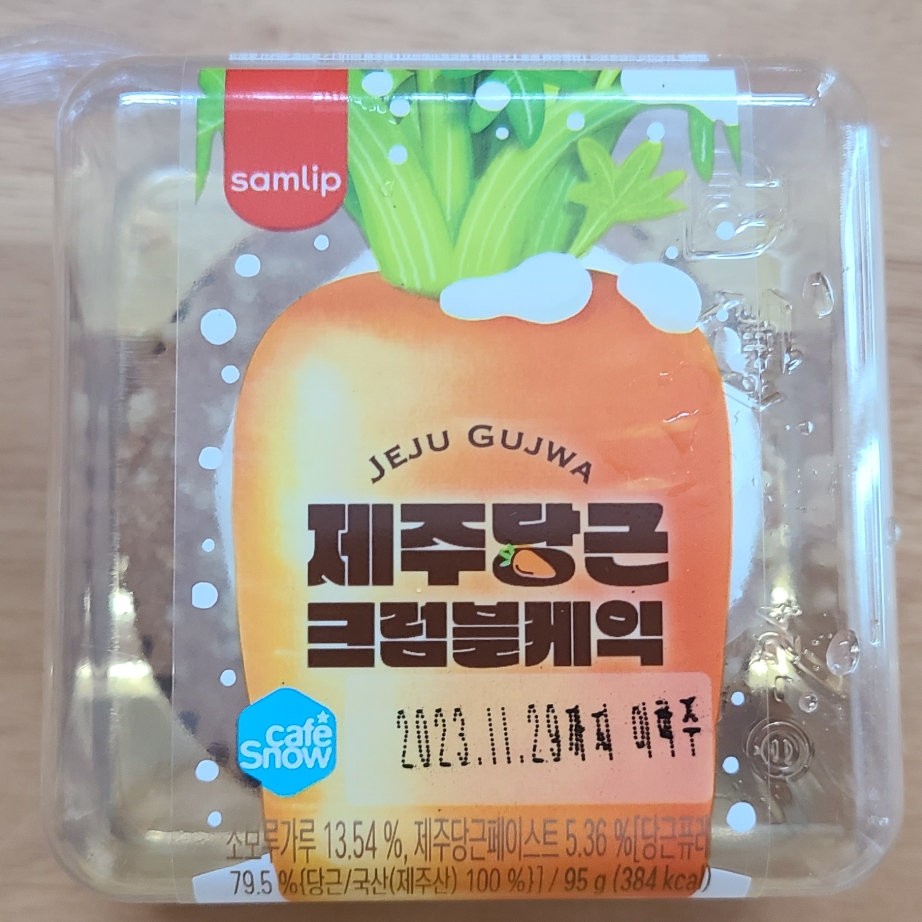 samlip
JEJU GUJWA
제주당근
크럼블케익
café
Snow
2023.11.29까지
소보루가루 13.54 %, 제주당근페이스트 5.36 %[당근퓨레
79.5 %{당근/국산(제주산) 100 %}] / 95 g (384 kcal)